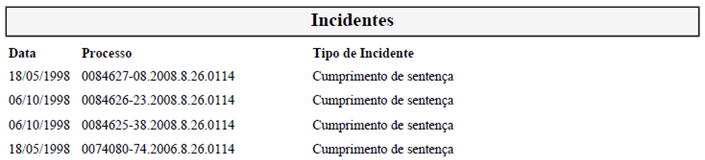 Incidentes
Data Processo Tipo de Incidente
18/05/1998 0084627-08.2008.8.26.0114 Cumprimento de sentença
06/10/1998 0084626-23.2008.8.26.0114 Cumprimento de sentença
06/10/1998 0084625-38.2008.8.26.0114 Cumprimento de sentença
18/05/1998 0074080-74.2006.8.26.0114 Cumprimento de sentença